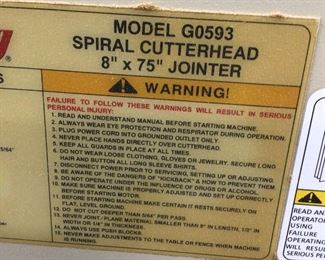 MODEL G0593
SPIRAL CUTTERHEAD
8" x 75" JOINTER
S
WARNING!
FAILURE TO FOLLOW THESE WARNINGS WILL RESULT IN SERIOUS
PERSONAL INJURY:
1. READ AND UNDERSTAND MANUAL BEFORE STARTING MACHINE.
2. ALWAYS WEAR EYE PROTECTION AND RESPIRATOR DURING OPERATION.
3. PLUG POWER CORD INTO GROUNDED OUTLET ONLY.
4. NEVER PLACE HANDS DIRECTLY OVER CUTTERHEAD.
5. KEEP ALL GUARDS IN PLACE AT ALL TIMES.
6. DO NOT WEAR LOOSE CLOTHING, GLOVES OR JEWELRY. SECURE LONG
HAIR AND BUTTON ALL LONG SLEEVE SHIRTS.
7. DISCONNECT POWER PRIOR TO SERVICING, SETTING UP OR ADJUSTING.
8. BE AWARE OF THE DANGERS OF "KICKBACK" & HOW TO PREVENT THEM.
9. DO NOT OPERATE UNDER THE INFLUENCE OF DRUGS OR ALCOHOL.
10. MAKE SURE MACHINE IS PROPERLY ADJUSTED AND SET UP CORRECTLY
BEFORE STARTING MOTOR.
11. BEFORE STARTING MACHINE MAKE CERTAIN IT RESTS SECURELY ON
FLAT, LEVEL GROUND.
12. DO NOT CUT DEEPER THAN 5/64" PER PASS.
13. NEVER JOINT / PLANE MATERIAL SMALLER THAN 8" IN LENGTH, 1/2" IN
WIDTH OR 1/4" IN THICKNESS.
14. ALWAYS USE PUSH BLOCKS.
15. NEVER MAKE ADJUSTMENTS TO THE TABLE OR FENCE WHEN MACHINE
IS RUNNING.
READ AN
OPERATOR
USING
FAILURE
OPERATING
SERIOUS PE